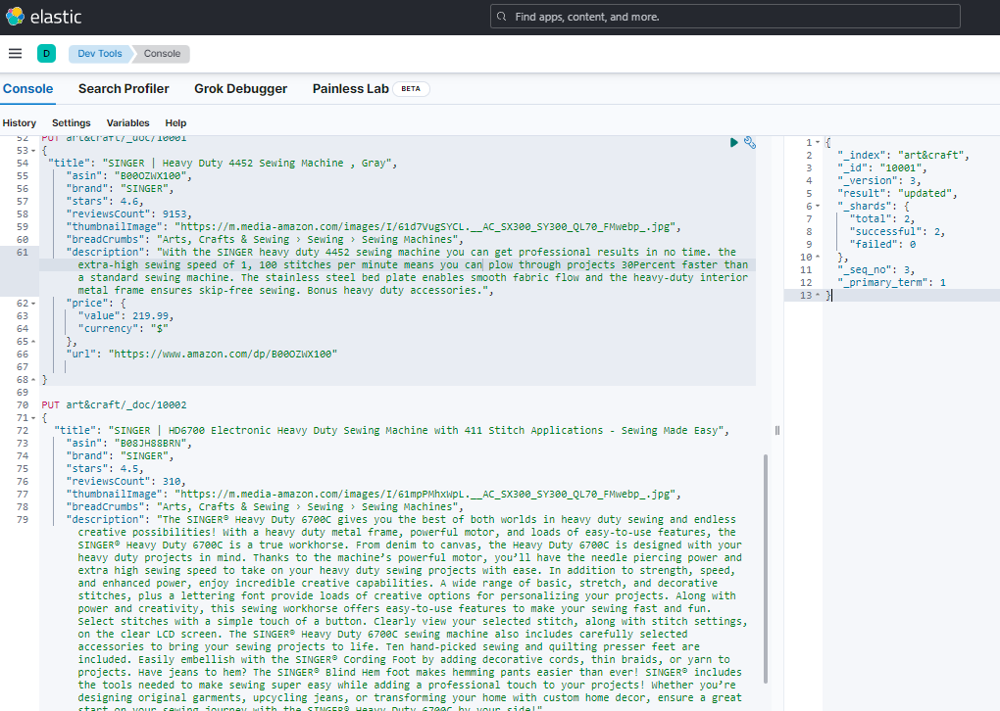 elastic
Find apps, content, and more.
D
Dev Tools
Console
Console
Search Profiler
Grok Debugger
Painless Lab
BETA
History
Settings
Variables
Help
52 PUT art&craft/_doc/10001
53 {
54 "title": "SINGER | Heavy Duty 4452 Sewing Machine , Gray",
55 "asin": "B00OZWX100",
56 "brand": "SINGER",
57 "stars": 4.6,
58 "reviewsCount": 9153,
59 "thumbnailImage": "https://m.media-amazon.com/images/I/61d7VugSYCL.__AC_SX300_SY300_QL70_FMwebp_.jpg",
60 "breadCrumbs": "Arts, Crafts & Sewing › Sewing › Sewing Machines",
61 "description": "With the SINGER heavy duty 4452 sewing machine you can get professional results in no time. the
extra-high sewing speed of 1, 100 stitches per minute means you can plow through projects 30Percent faster than
a standard sewing machine. The stainless steel bed plate enables smooth fabric flow and the heavy-duty interior
metal frame ensures skip-free sewing. Bonus heavy duty accessories.",
62 "price": {
63 "value": 219.99,
64 "currency": "$"
65 },
66 "url": "https://www.amazon.com/dp/B00OZWX100"
67
68 }
69
70 PUT art&craft/_doc/10002
71 {
72 "title": "SINGER | HD6700 Electronic Heavy Duty Sewing Machine with 411 Stitch Applications - Sewing Made Easy",
73 "asin": "B08JH88BRN",
74 "brand": "SINGER",
75 "stars": 4.5,
76 "reviewsCount": 310,
77 "thumbnailImage": "https://m.media-amazon.com/images/I/61mpPMhxWpL.__AC_SX300_SY300_QL70_FMwebp_.jpg",
78 "breadCrumbs": "Arts, Crafts & Sewing › Sewing › Sewing Machines",
79 "description": "The SINGER® Heavy Duty 6700C gives you the best of both worlds in heavy duty sewing and endless
creative possibilities! With a heavy duty metal frame, powerful motor, and loads of easy-to-use features, the
SINGER® Heavy Duty 6700C is a true workhorse. From denim to canvas, the Heavy Duty 6700C is designed with your
heavy duty projects in mind. Thanks to the machine’s powerful motor, you’ll have the needle piercing power and
extra high sewing speed to take on your heavy duty sewing projects with ease. In addition to strength, speed,
and enhanced power, enjoy incredible creative capabilities. A wide range of basic, stretch, and decorative
stitches, plus a lettering font provide loads of creative options for personalizing your projects. Along with
power and creativity, this sewing workhorse offers easy-to-use features to make your sewing fast and fun.
Select stitches with a simple touch of a button. Clearly view your selected stitch, along with stitch settings,
on the clear LCD screen. The SINGER® Heavy Duty 6700C sewing machine also includes carefully selected
accessories to bring your sewing projects to life. Ten hand-picked sewing and quilting presser feet are
included. Easily embellish with the SINGER® Cording Foot by adding decorative cords, thin braids, or yarn to
projects. Have jeans to hem? The SINGER® Blind Hem foot makes hemming pants easier than ever! SINGER® includes
the tools needed to make sewing super easy while adding a professional touch to your projects! Whether you’re
designing original garments, upcycling jeans, or transforming your home with custom home decor, ensure a great
start on your sewing journey with the SINGER® Heavy Duty 6700C by your side!"
1 {
2 "_index": "art&craft",
3 "_id": "10001",
4 "_version": 3,
5 "result": "updated",
6 "_shards": {
7 "total": 2,
8 "successful": 2,
9 "failed": 0
10 },
11 "_seq_no": 3,
12 "_primary_term": 1
13 }